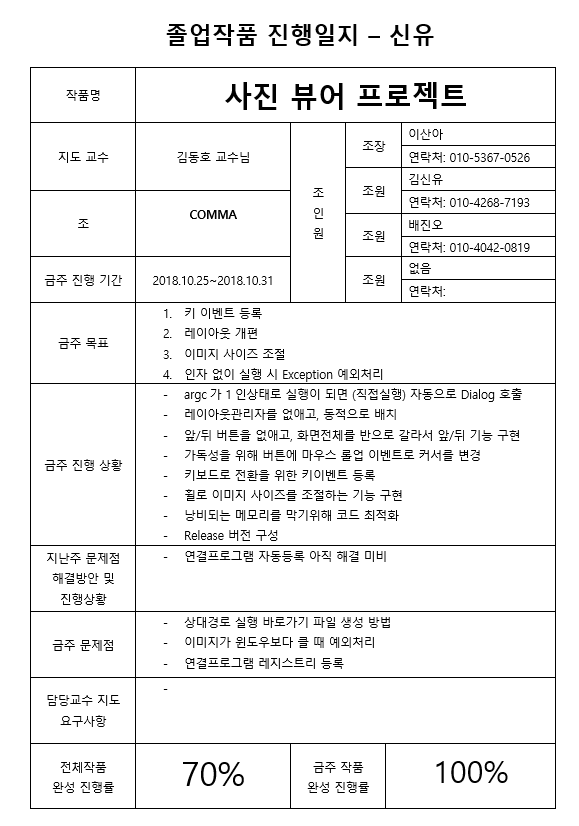 졸업작품 진행일지 – 신유
작품명
사진 뷰어 프로젝트
지도 교수
김동호 교수님
조인원
조장
이산아
연락처: 010-5367-0526
조원
김신유
연락처: 010-4268-7193
조
COMMA
조원
배진오
연락처: 010-4042-0819
금주 진행 기간
2018.10.25~2018.10.31
조원
없음
연락처:
금주 목표
1. 키 이벤트 등록
2. 레이아웃 개편
3. 이미지 사이즈 조절
4. 인자 없이 실행 시 Exception 예외처리
금주 진행 상황
- argc 가 1 인상태로 실행이 되면 (직접실행) 자동으로 Dialog 호출
- 레이아웃관리자를 없애고, 동적으로 배치
- 앞/뒤 버튼을 없애고, 화면전체를 반으로 갈라서 앞/뒤 기능 구현
- 가독성을 위해 버튼에 마우스 롤업 이벤트로 커서를 변경
- 키보드로 전환을 위한 키이벤트 등록
- 휠로 이미지 사이즈를 조절하는 기능 구현
- 낭비되는 메모리를 막기위해 코드 최적화
- Release 버전 구성
지난주 문제점
해결방안 및
진행상황
- 연결프로그램 자동등록 아직 해결 미비
금주 문제점
- 상대경로 실행 바로가기 파일 생성 방법
- 이미지가 윈도우보다 클 때 예외처리
- 연결프로그램 레지스트리 등록
담당교수 지도
요구사항
-
전체작품
완성 진행률
70%
금주 작품
완성 진행률
100%